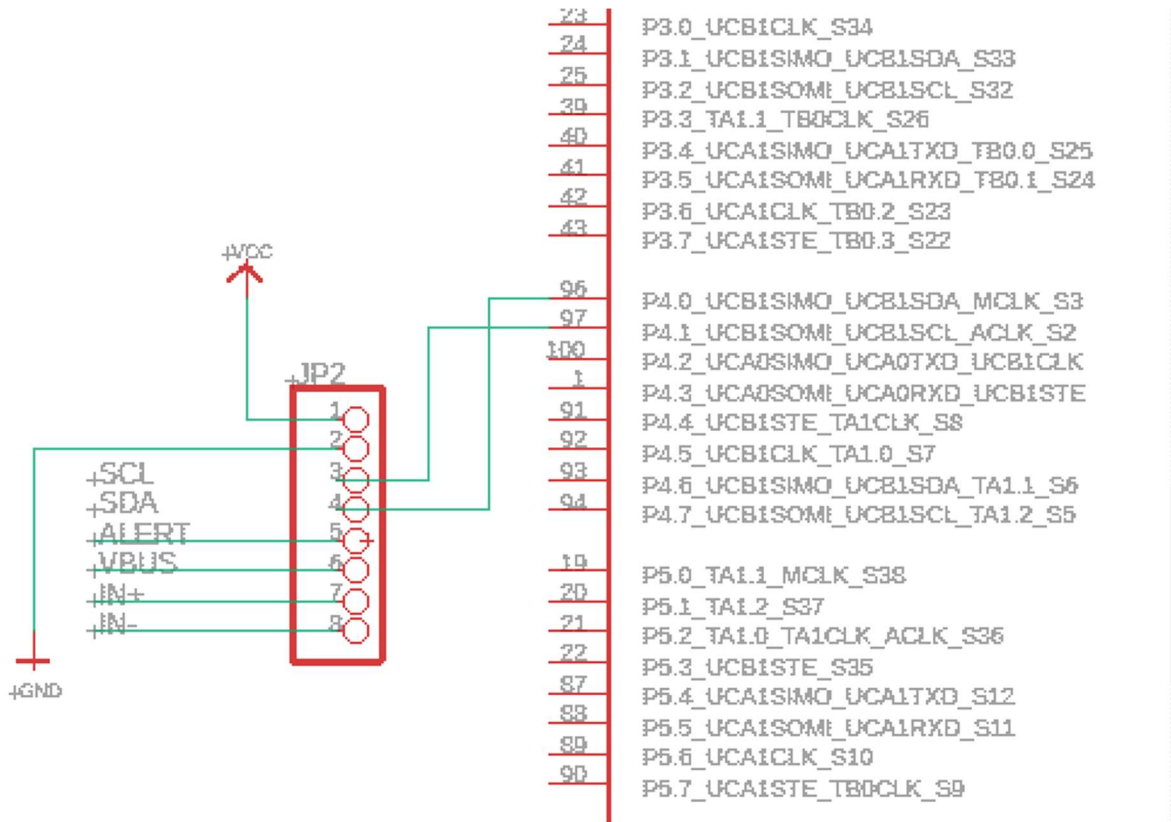 23 P3.0_UCB1CLK_S34
24 P3.1_UCB1SIMO_UCB1SDA_S33
25 P3.2_UCB1SOMI_UCB1SCL_S32
39 P3.3_TA1.1_TB0CLK_S26
40 P3.4_UCA1SIMO_UCA1TXD_TB0.0_S25
41 P3.5_UCA1SOMI_UCA1RXD_TB0.1_S24
42 P3.6_UCA1CLK_TB0.2_S23
43 P3.7_UCA1STE_TB0.3_S22
96 P4.0_UCB1SIMO_UCB1SDA_MCLK_S3
97 P4.1_UCB1SOMI_UCB1SCL_ACLK_S2
100 P4.2_UCA0SIMO_UCA0TXD_UCB1CLK
1 P4.3_UCA0SOMI_UCA0RXD_UCB1STE
91 P4.4_UCB1STE_TA1CLK_S8
92 P4.5_UCB1CLK_TA1.0_S7
93 P4.6_UCB1SIMO_UCB1SDA_TA1.1_S6
94 P4.7_UCB1SOMI_UCB1SCL_TA1.2_S5
19 P5.0_TA1.1_MCLK_S38
20 P5.1_TA1.2_S37
21 P5.2_TA1.0_TA1CLK_ACLK_S36
22 P5.3_UCB1STE_S35
87 P5.4_UCA1SIMO_UCA1TXD_S12
88 P5.5_UCA1SOMI_UCA1RXD_S11
89 P5.6_UCA1CLK_S10
90 P5.7_UCA1STE_TB0CLK_S9
+VCC
JP2
1
2
SCL 3
SDA 4
ALERT 5
VBUS 6
IN+ 7
IN- 8
+GND